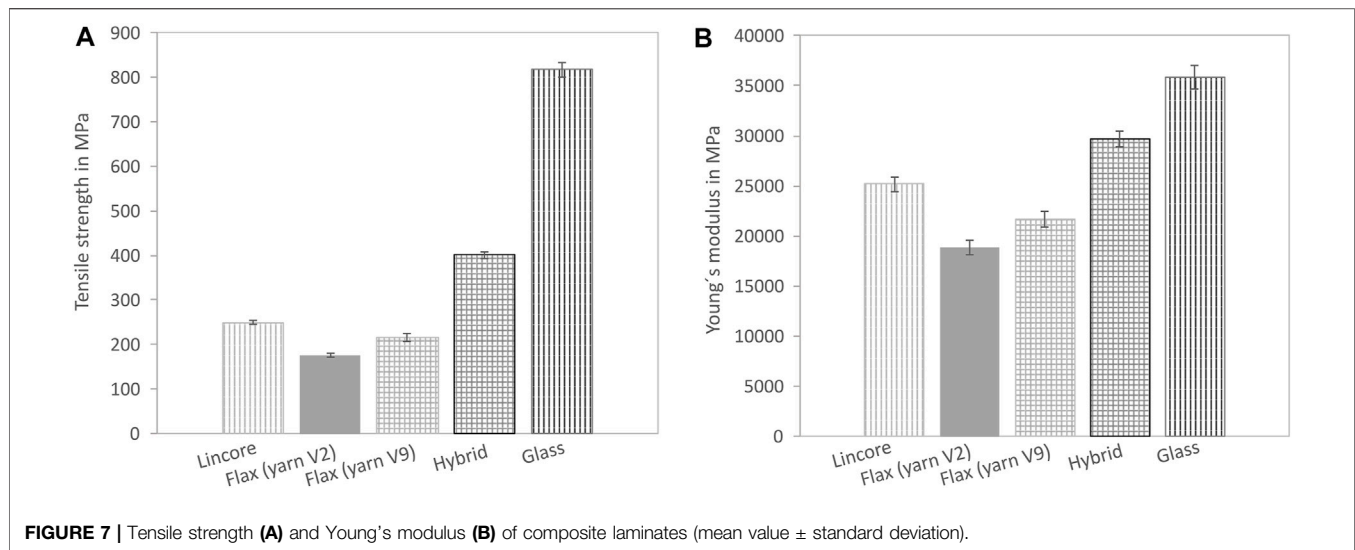 A
900
800
700
600
500
400
300
200
100
0
Tensile strength in MPa
Lincore
Flax (yarn V2)
Flax (yarn V9)
Hybrid
Glass
B
40000
35000
30000
25000
20000
15000
10000
5000
0
Young´s modulus in MPa
Lincore
Flax (yarn V2)
Flax (yarn V9)
Hybrid
Glass
FIGURE 7 | Tensile strength (A) and Young's modulus (B) of composite laminates (mean value ± standard deviation).